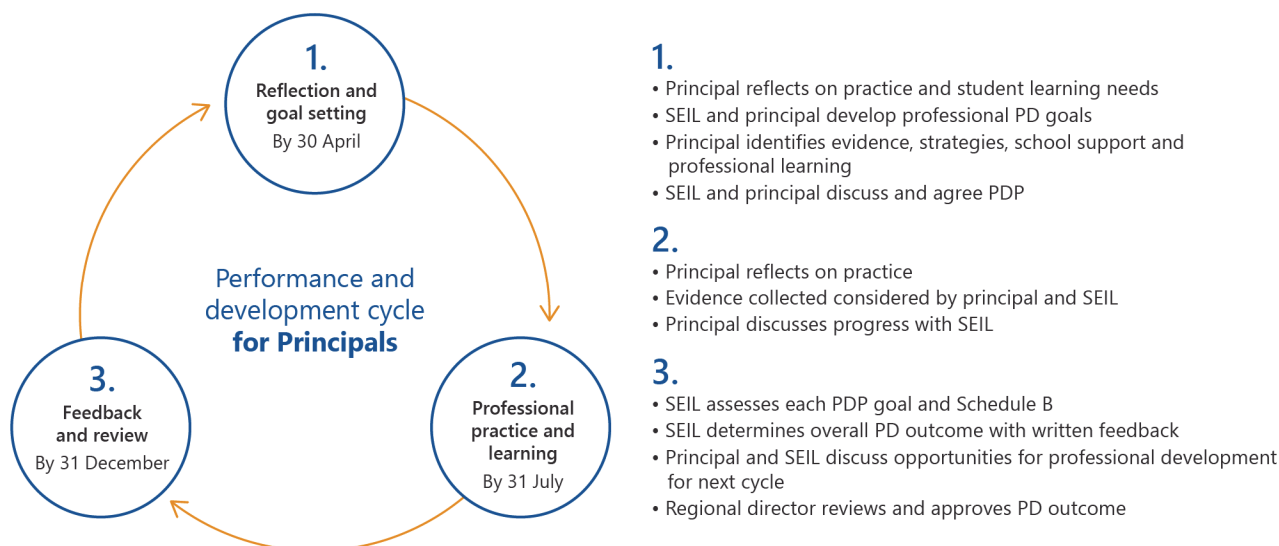 1.
Reflection and
goal setting
By 30 April
Performance and
development cycle
for Principals
3.
Feedback
and review
By 31 December
2.
Professional
practice and
learning
By 31 July
1.
• Principal reflects on practice and student learning needs
• SEIL and principal develop professional PD goals
• Principal identifies evidence, strategies, school support and
professional learning
• SEIL and principal discuss and agree PDP
2.
• Principal reflects on practice
• Evidence collected considered by principal and SEIL
• Principal discusses progress with SEIL
3.
• SEIL assesses each PDP goal and Schedule B
• SEIL determines overall PD outcome with written feedback
• Principal and SEIL discuss opportunities for professional development
for next cycle
• Regional director reviews and approves PD outcome